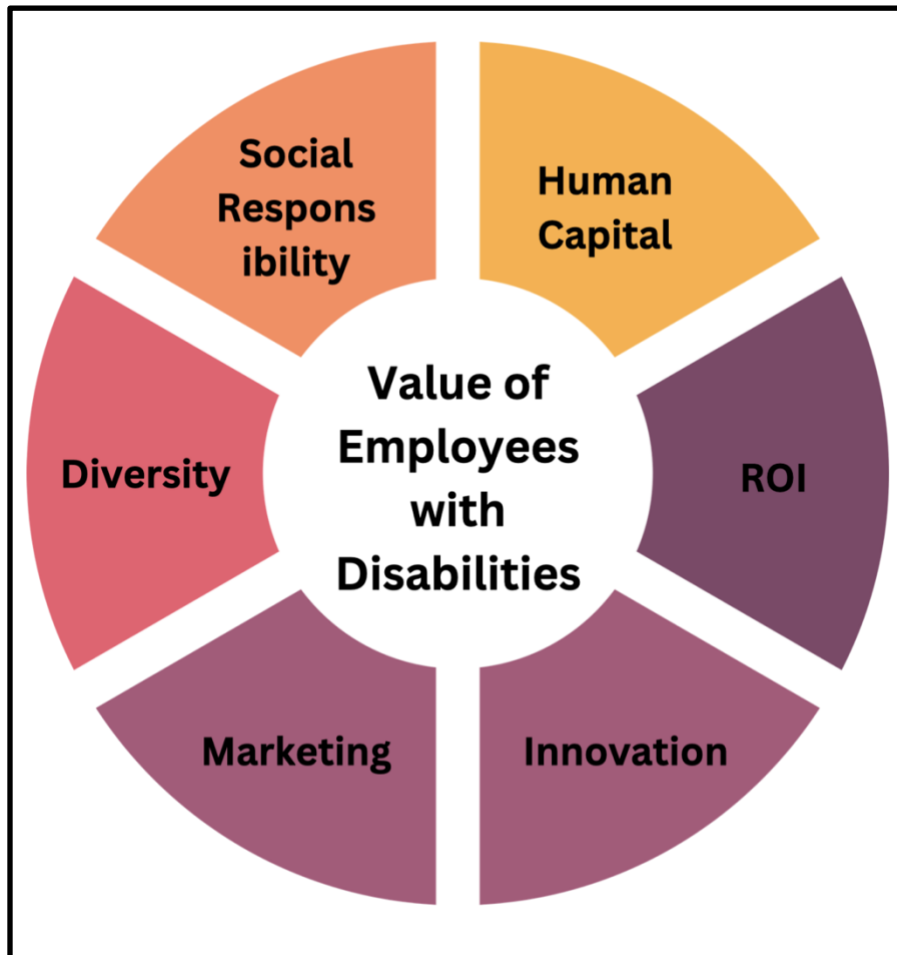 Social
Respons
ibility
Human
Capital
Diversity
Value of
Employees
with
Disabilities
ROI
Marketing
Innovation